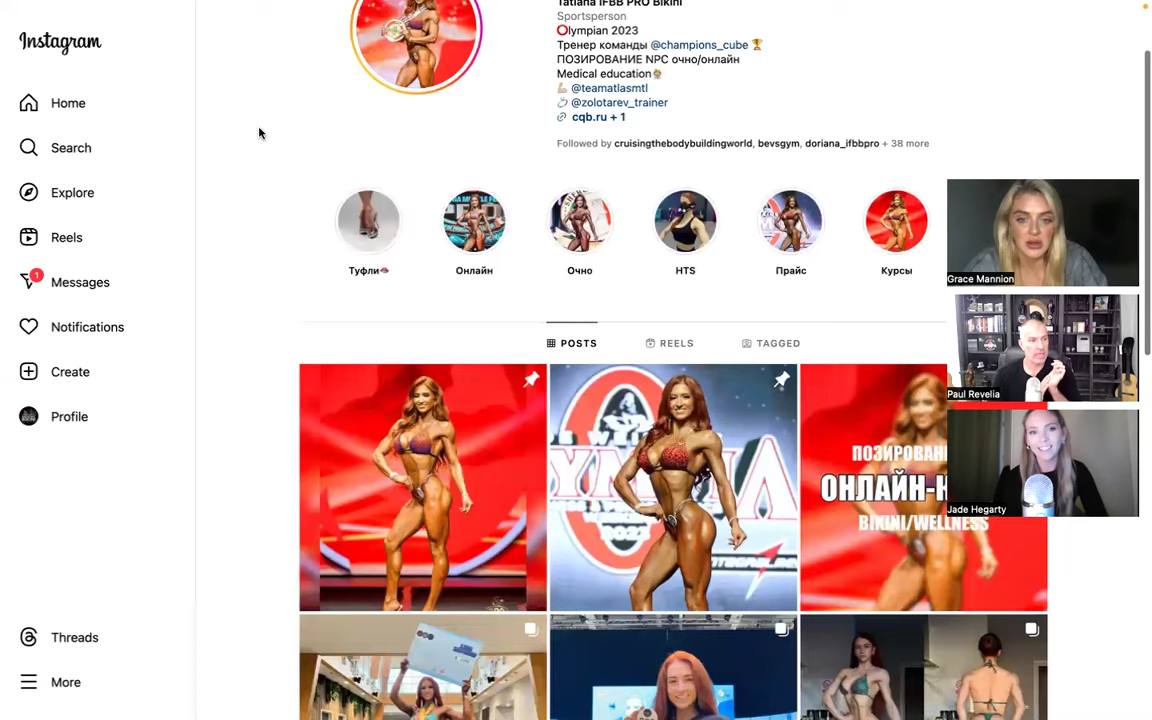 Tatiana IFBB PRO Bikini
Instagram
Sportsperson
⭕lympian 2023
Тренер команды @champions_cube 🏆
ПОЗИРОВАНИЕ NPC очно/онлайн
Medical education
@teamatlasmtl
@zolotarev_trainer
cqb.ru + 1
Followed by cruisingthebodybuildingworld, bevsgym, doriana_ifbbpro + 38 more
Home
Search
Explore
Reels
1
Messages
Notifications
Create
Profile
Threads
More
Туфли
Онлайн
Очно
HTS
Прайс
Курсы
POSTS
REELS
TAGGED
Grace Mannion
Paul Revelia
Jade Hegarty
ПОЗИРОВАН
ОНЛАЙН-К
BIKINI/WELLNESS